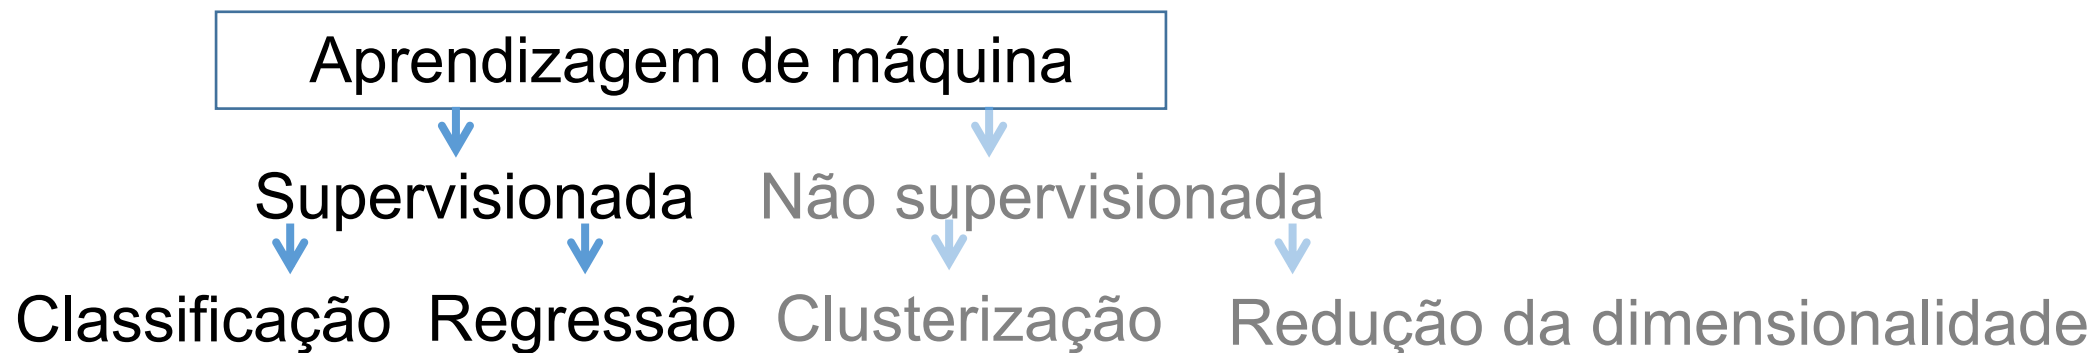 Aprendizagem de máquina
Supervisionada Não supervisionada
Classificação Regressão Clusterização Redução da dimensionalidade